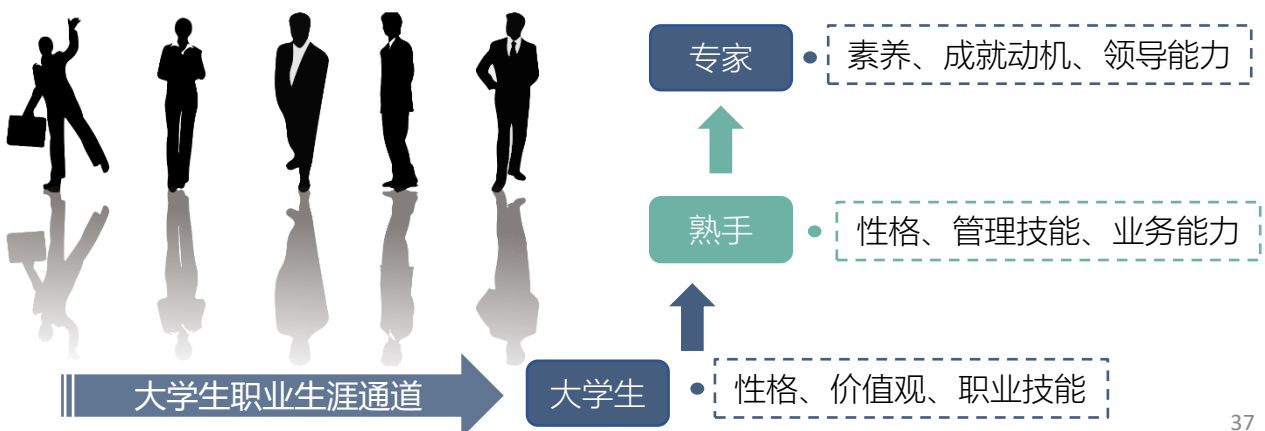 专家
素养、成就动机、领导能力
熟手
性格、管理技能、业务能力
大学生职业生涯通道
大学生
性格、价值观、职业技能
37